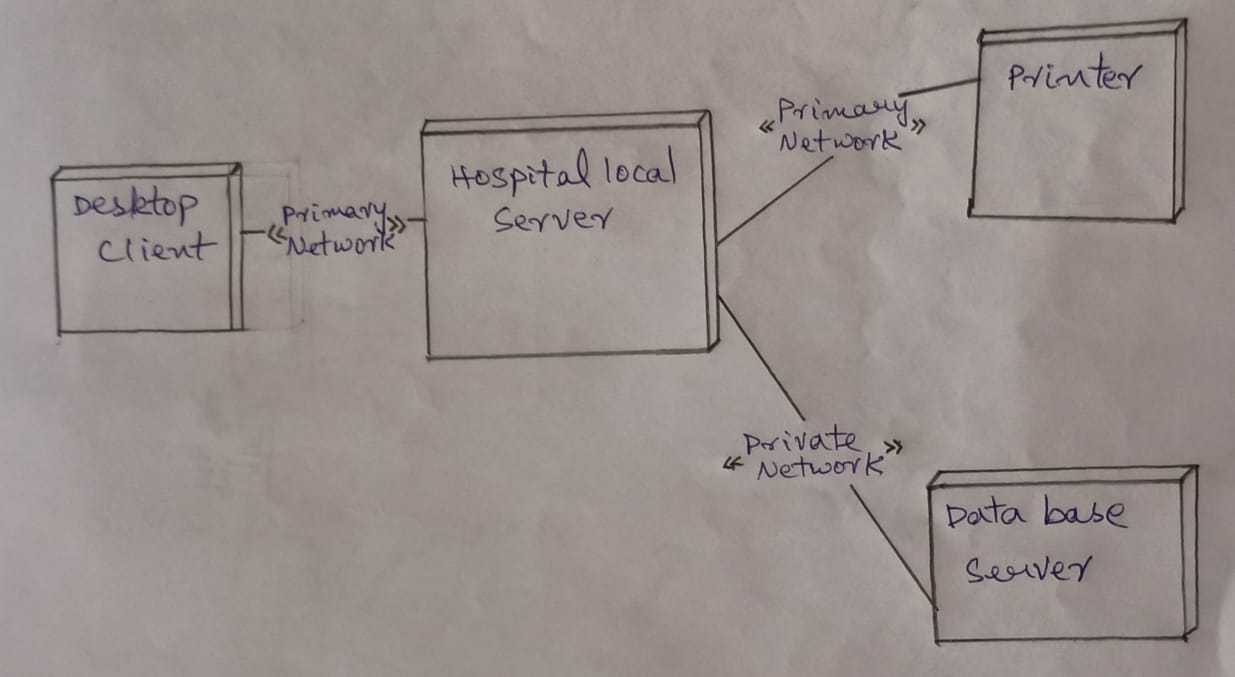 Desktop
Client
«Primary
Network»
Hospital local
Server
«Primary
Network»
Printer
«Private
Network»
Data base
Server